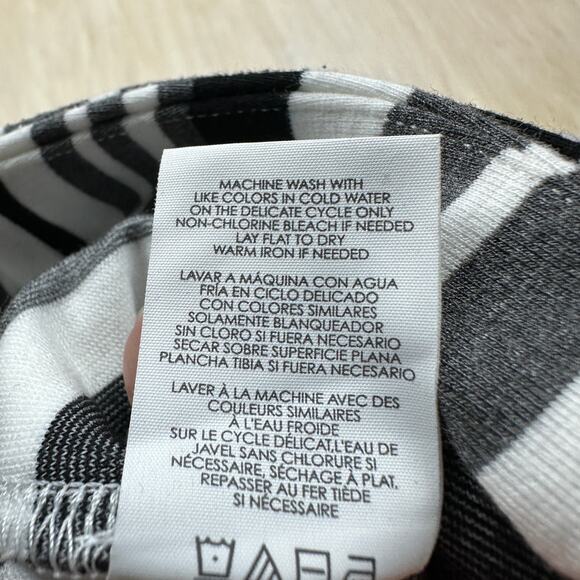 MACHINE WASH WITH
LIKE COLORS IN COLD WATER
ON THE DELICATE CYCLE ONLY
NON-CHLORINE BLEACH IF NEEDED
LAY FLAT TO DRY
WARM IRON IF NEEDED
LAVAR A MÁQUINA CON AGUA
FRÍA EN CICLO DELICADO
CON COLORES SIMILARES
SOLAMENTE BLANQUEADOR
SIN CLORO SI FUERA NECESARIO
SECAR SOBRE SUPERFICIE PLANA
PLANCHA TIBIA SI FUERA NECESARIO
LAVER À LA MACHINE AVEC DES
COULEURS SIMILAIRES
À L'EAU FROIDE
SUR LE CYCLE DÉLICAT,L'EAU DE
JAVEL SANS CHLORURE SI
NÉCESSAIRE, SÉCHAGE À PLAT,
REPASSER AU FER TIÈDE
SI NÉCESSAIRE